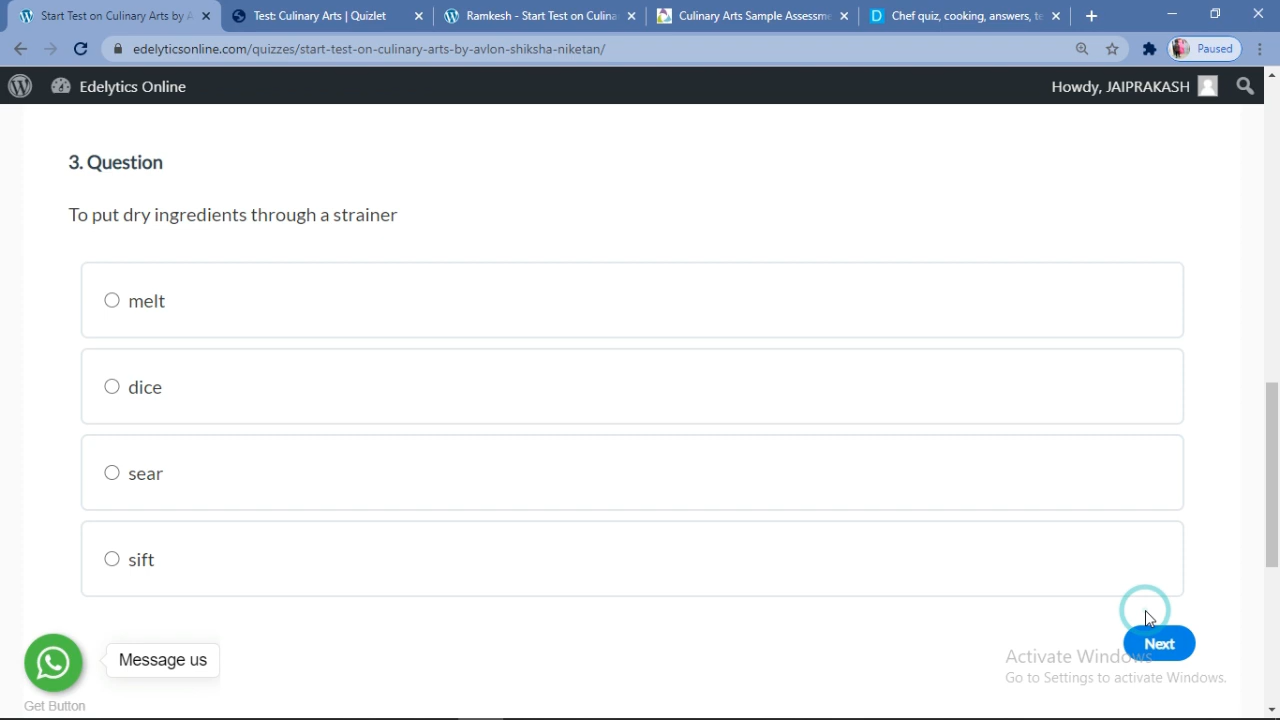 Start Test on Culinary Arts by A
Test: Culinary Arts | Quizlet
Ramkesh - Start Test on Culina
Culinary Arts Sample Assessme
Chef quiz, cooking, answers, te
edelyticsonline.com/quizzes/start-test-on-culinary-arts-by-avlon-shiksha-niketan/
Paused
Edelytics Online
Howdy, JAIPRAKASH
3. Question
To put dry ingredients through a strainer
melt
dice
sear
sift
Next
Message us
Get Button
Activate Windows
Go to Settings to activate Windows.